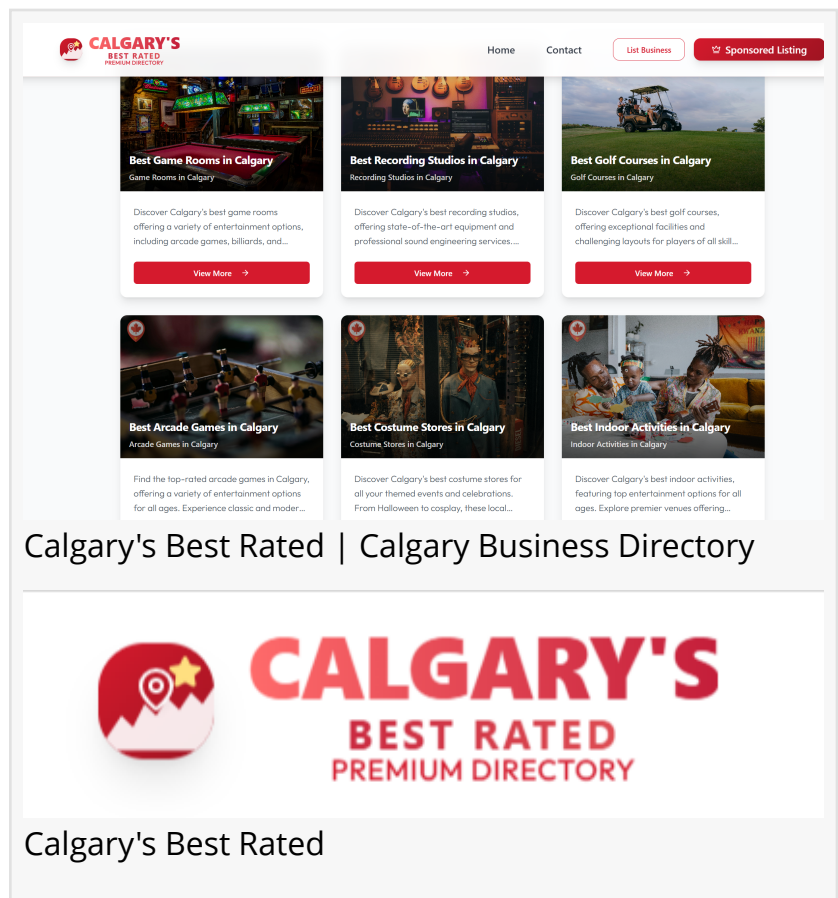 CALGARY'S
BEST RATED
PREMIUM DIRECTORY
Home
Contact
List Business
Sponsored Listing
Best Game Rooms in Calgary
Game Rooms in Calgary
Discover Calgary's best game rooms
offering a variety of entertainment options,
including arcade games, billiards, and...
View More →
Best Recording Studios in Calgary
Recording Studios in Calgary
Discover Calgary's best recording studios,
offering state-of-the-art equipment and
professional sound engineering services....
View More →
Best Golf Courses in Calgary
Golf Courses in Calgary
Discover Calgary's best golf courses,
offering exceptional facilities and
challenging layouts for players of all skill...
View More →
Best Arcade Games in Calgary
Arcade Games in Calgary
Find the top-rated arcade games in Calgary,
offering a variety of entertainment options
for all ages. Experience classic and moder...
Best Costume Stores in Calgary
Costume Stores in Calgary
Discover Calgary's best costume stores for
all your themed events and celebrations.
From Halloween to cosplay, these local...
Best Indoor Activities in Calgary
Indoor Activities in Calgary
Discover Calgary's best indoor activities,
featuring top entertainment options for all
ages. Explore premier venues offering...
Calgary's Best Rated | Calgary Business Directory
CALGARY'S
BEST RATED
PREMIUM DIRECTORY
Calgary's Best Rated